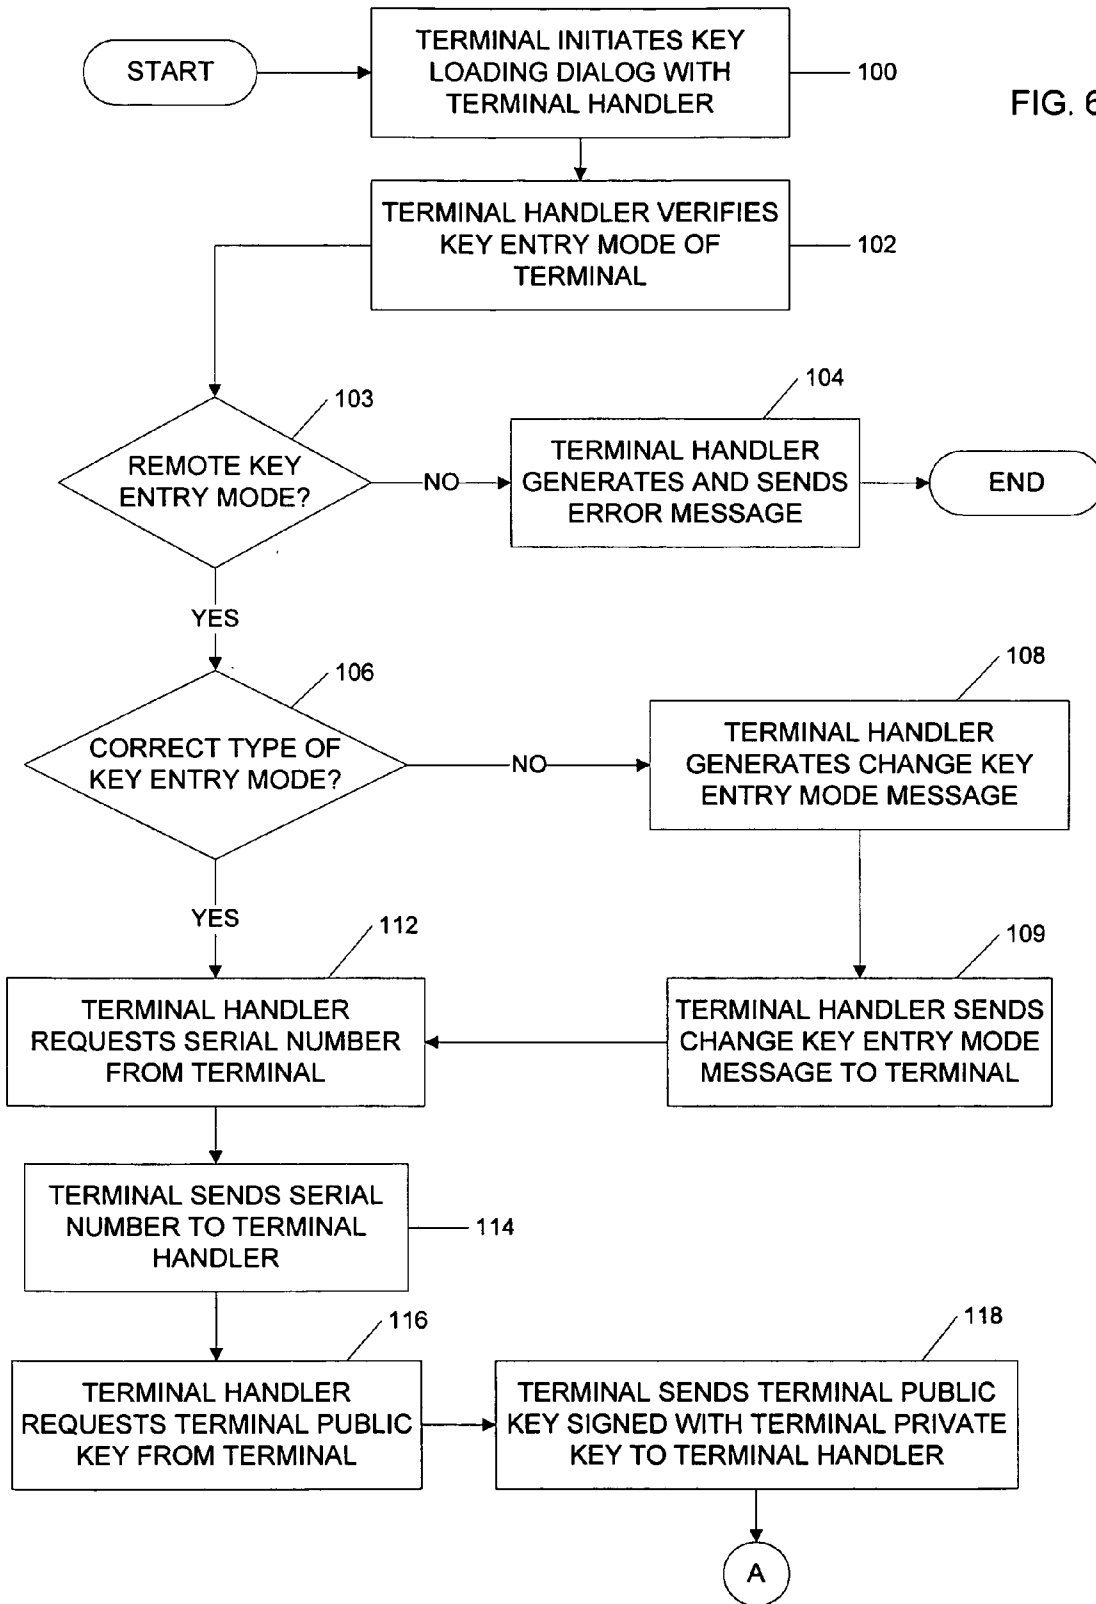 START
TERMINAL INITIATES KEY
LOADING DIALOG WITH
TERMINAL HANDLER
100
FIG. 6
TERMINAL HANDLER VERIFIES
KEY ENTRY MODE OF
TERMINAL
102
103
REMOTE KEY
ENTRY MODE?
NO
104
TERMINAL HANDLER
GENERATES AND SENDS
ERROR MESSAGE
END
YES
106
CORRECT TYPE OF
KEY ENTRY MODE?
NO
108
TERMINAL HANDLER
GENERATES CHANGE KEY
ENTRY MODE MESSAGE
YES
112
TERMINAL HANDLER
REQUESTS SERIAL NUMBER
FROM TERMINAL
109
TERMINAL HANDLER SENDS
CHANGE KEY ENTRY MODE
MESSAGE TO TERMINAL
TERMINAL SENDS SERIAL
NUMBER TO TERMINAL
HANDLER
114
116
TERMINAL HANDLER
REQUESTS TERMINAL PUBLIC
KEY FROM TERMINAL
118
TERMINAL SENDS TERMINAL PUBLIC
KEY SIGNED WITH TERMINAL PRIVATE
KEY TO TERMINAL HANDLER
A